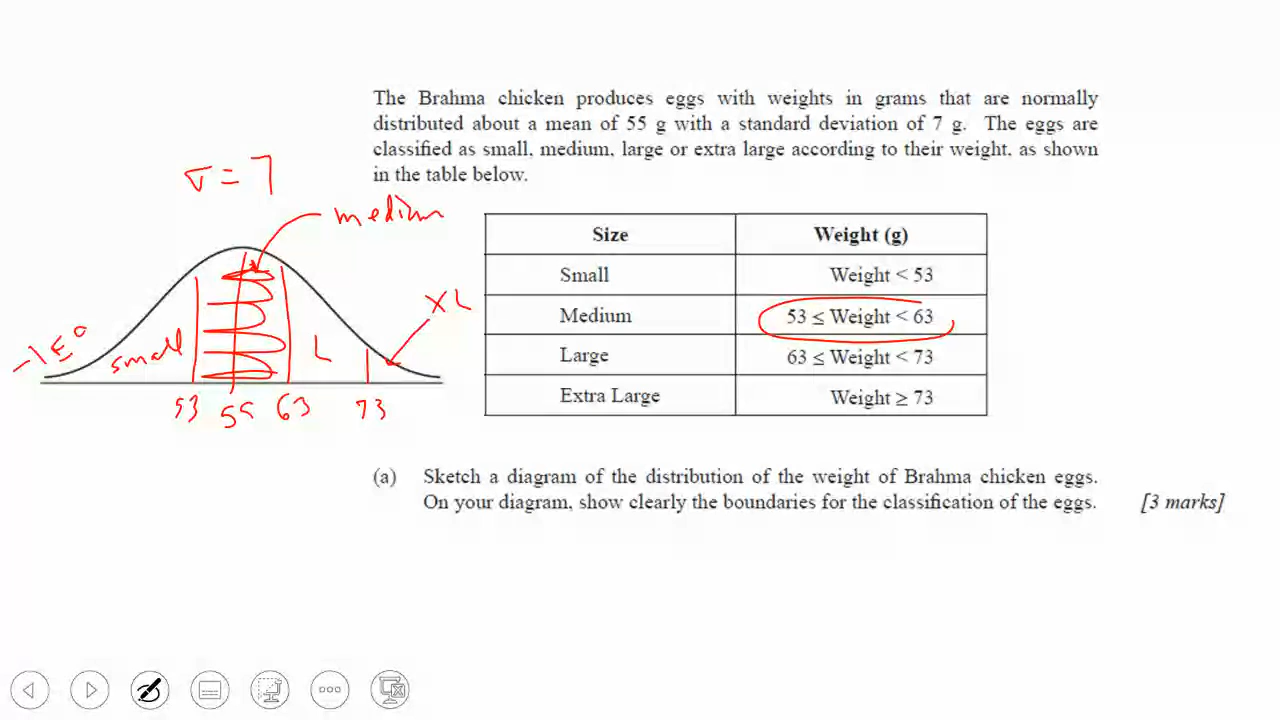 The Brahma chicken produces eggs with weights in grams that are normally
distributed about a mean of 55 g with a standard deviation of 7 g. The eggs are
classified as small, medium, large or extra large according to their weight, as shown
in the table below.
σ = 7
medium
Size Weight (g)
Small Weight < 53
Medium 53 ≤ Weight < 63
Large 63 ≤ Weight < 73
Extra Large Weight ≥ 73
XL
small L
53 55 63 73
(a) Sketch a diagram of the distribution of the weight of Brahma chicken eggs.
On your diagram, show clearly the boundaries for the classification of the eggs. [3 marks]